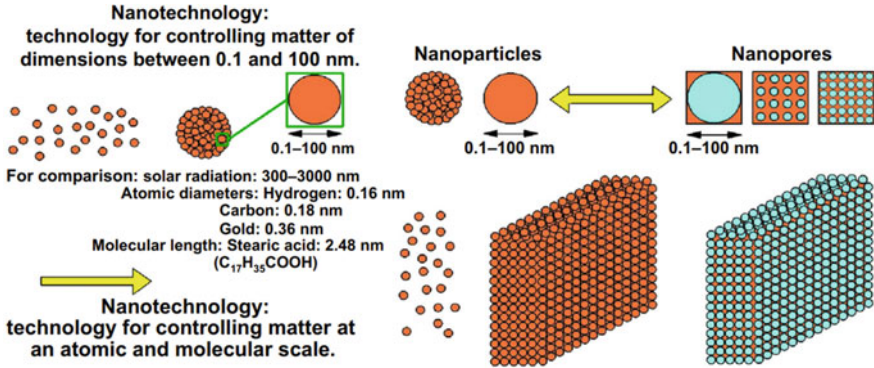 Nanotechnology:
technology for controlling matter of
dimensions between 0.1 and 100 nm.
0.1–100 nm
For comparison: solar radiation: 300–3000 nm
Atomic diameters: Hydrogen: 0.16 nm
Carbon: 0.18 nm
Gold: 0.36 nm
Molecular length: Stearic acid: 2.48 nm
(C₁₇H₃₅COOH)
Nanotechnology:
technology for controlling matter at
an atomic and molecular scale.
Nanoparticles
0.1–100 nm
Nanopores
0.1–100 nm